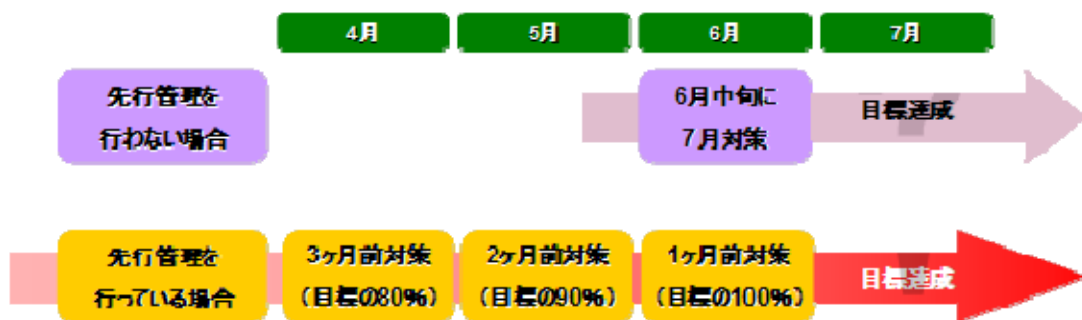 4月 5月 6月 7月
先行管理を
行わない場合
6月中旬に
7月対策
目標達成
先行管理を
行っている場合
3ヶ月前対策
(目標の80%)
2ヶ月前対策
(目標の90%)
1ヶ月前対策
(目標の100%)
目標達成